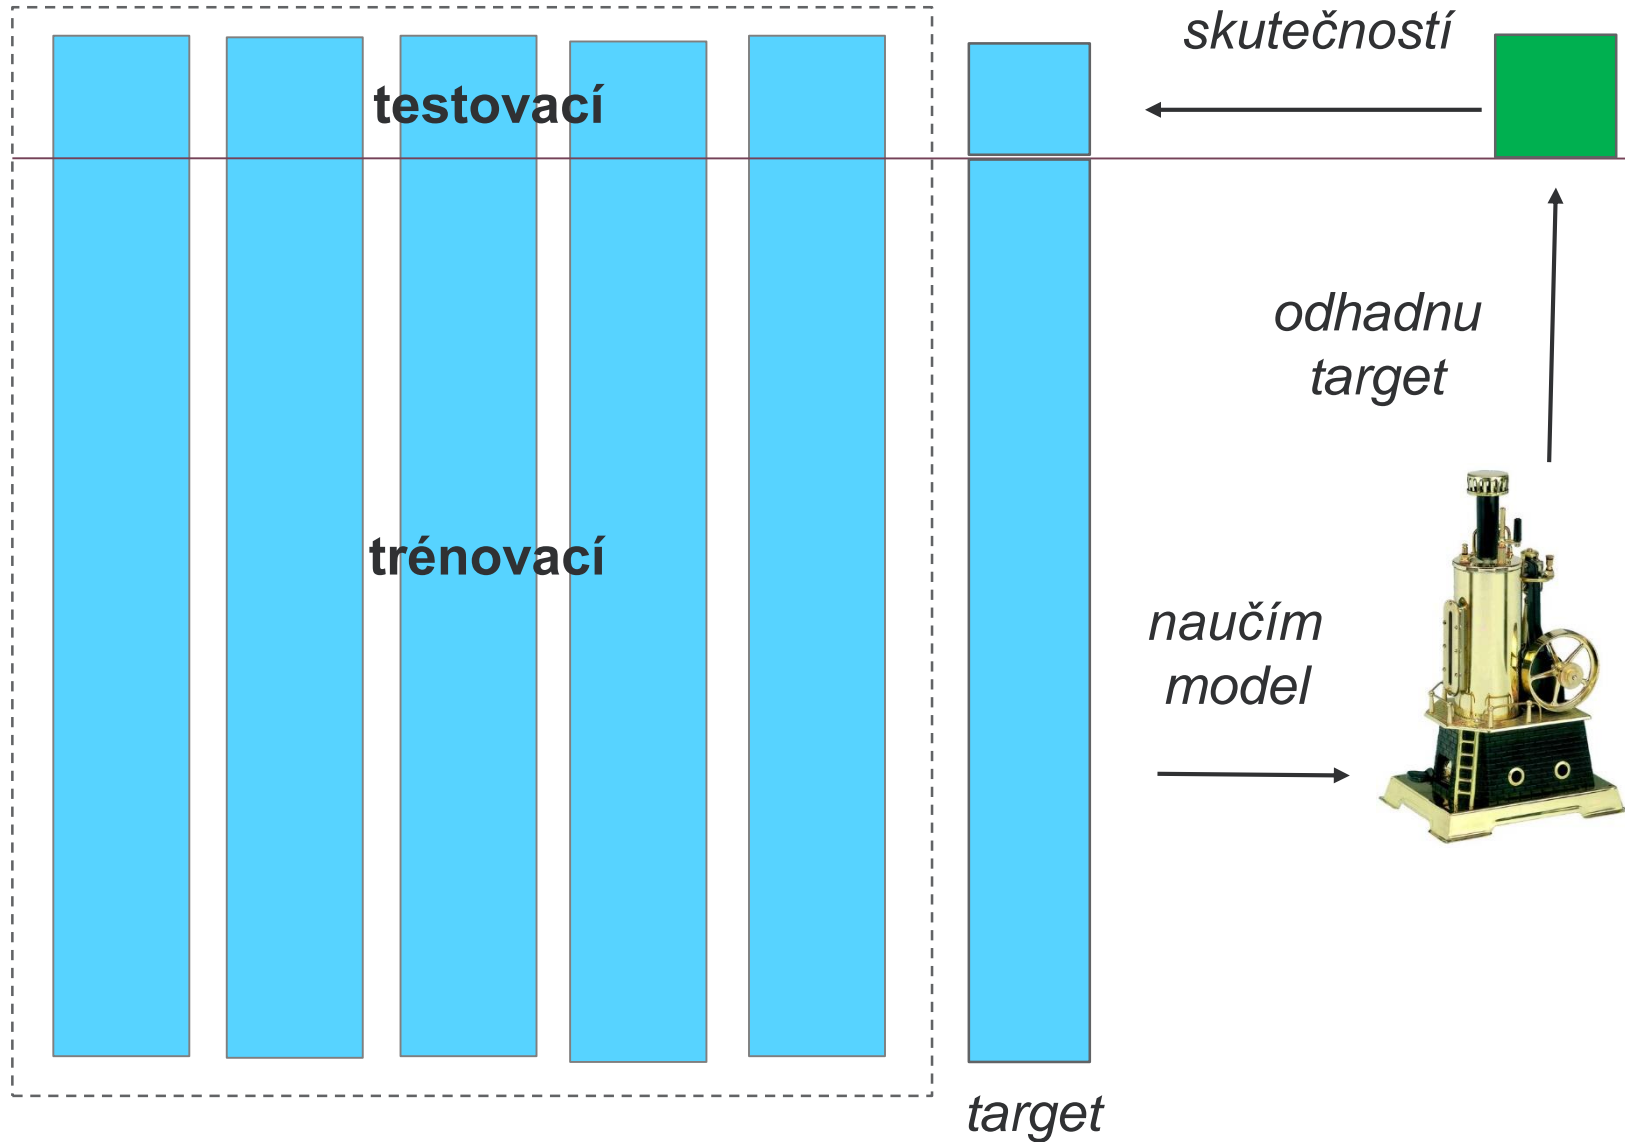 skutečností
testovací
odhadnu
target
trénovací
naučím
model
target